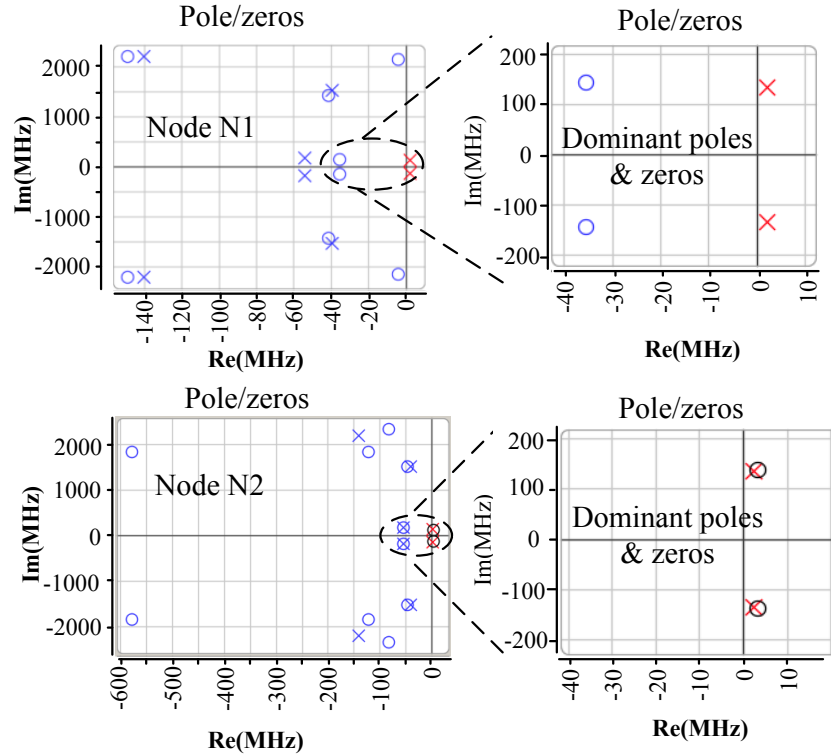 Pole/zeros
Pole/zeros
2000
1000
0
-1000
-2000
Im(MHz)
Node N1
-140
-120
-100
-80
-60
-40
-20
0
Re(MHz)
200
100
0
-100
-200
Im(MHz)
Dominant poles
& zeros
-40
-30
-20
-10
0
10
Re(MHz)
Pole/zeros
Pole/zeros
2000
1000
0
-1000
-2000
Im(MHz)
Node N2
-600
-500
-400
-300
-200
-100
0
Re(MHz)
200
100
0
-100
-200
Im(MHz)
Dominant poles
& zeros
-40
-30
-20
-10
0
10
Re(MHz)